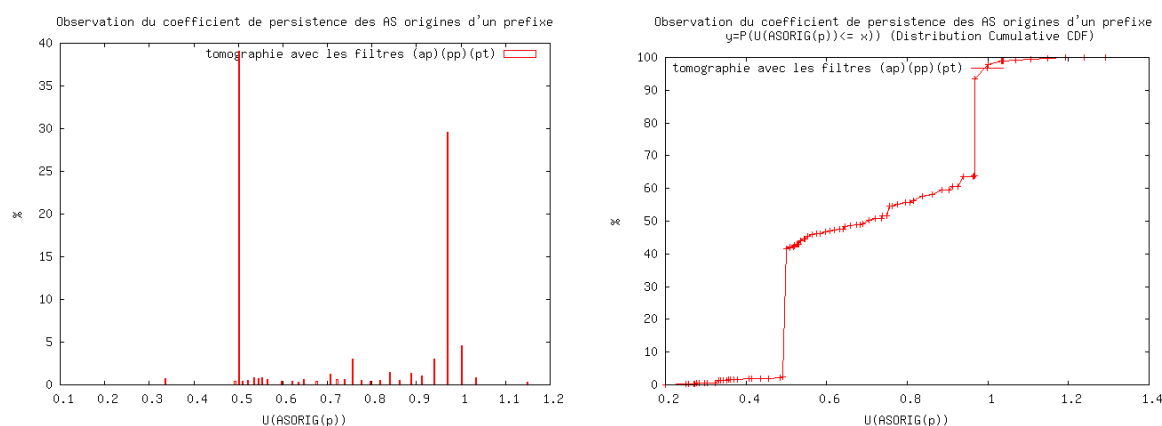 Observation du coefficient de persistence des AS origines d'un prefixe
40
35
30
25
20
15
10
5
0
%
tomographie avec les filtres (ap)(pp)(pt)
0.1 0.2 0.3 0.4 0.5 0.6 0.7 0.8 0.9 1 1.1 1.2
U(ASORIG(p))
Observation du coefficient de persistence des AS origines d'un prefixe
y=P(U(ASORIG(p))<= x)) (Distribution Cumulative CDF)
100
90
80
70
60
50
40
30
20
10
0
%
tomographie avec les filtres (ap)(pp)(pt)
0.2 0.4 0.6 0.8 1 1.2 1.4
U(ASORIG(p))